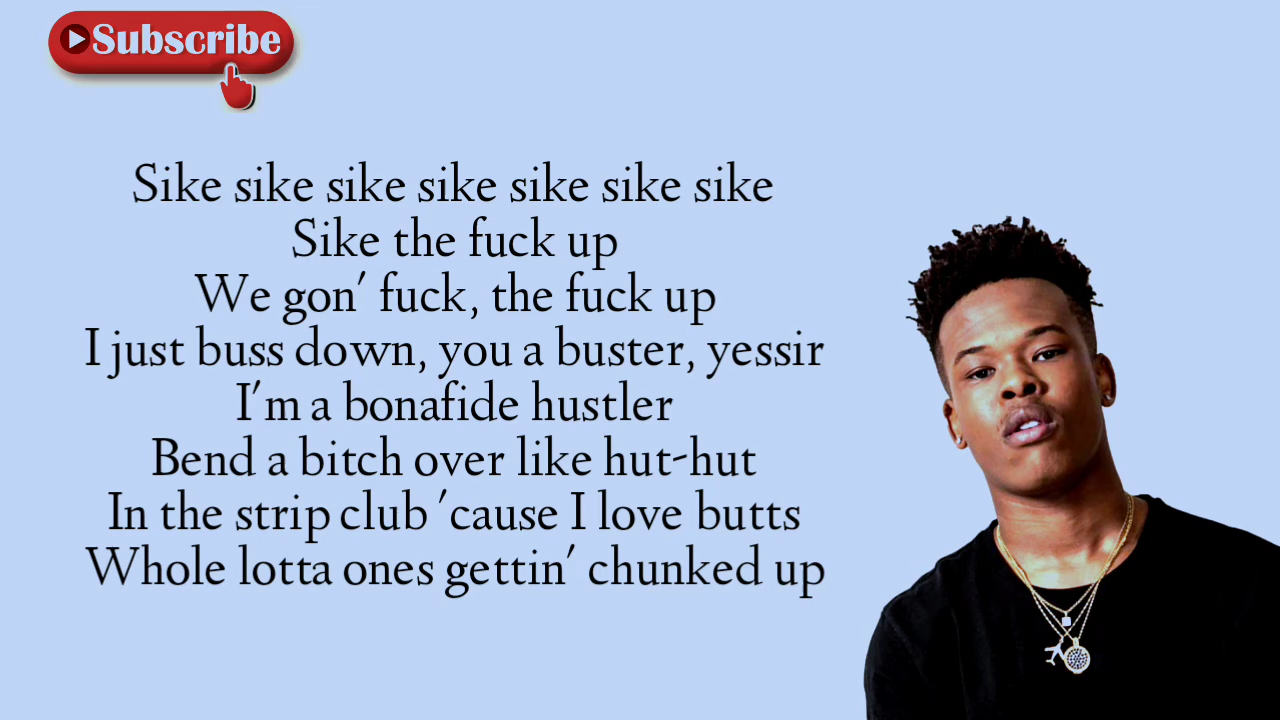 Subscribe
Sike sike sike sike sike sike sike
Sike the fuck up
We gon' fuck, the fuck up
I just buss down, you a buster, yessir
I'm a bonafide hustler
Bend a bitch over like hut-hut
In the strip club 'cause I love butts
Whole lotta ones gettin' chunked up